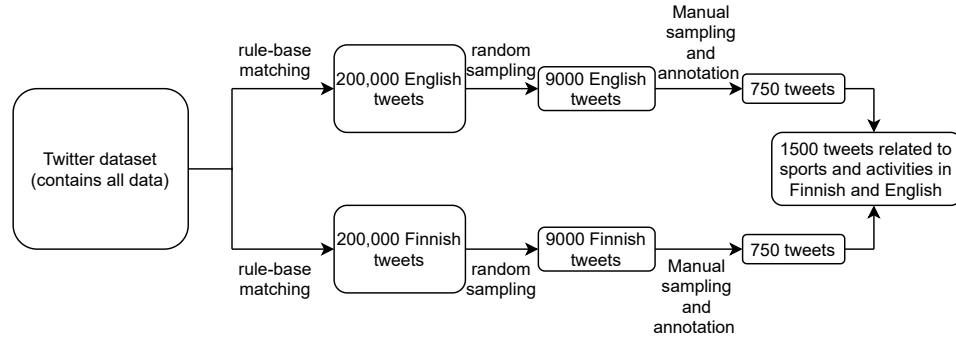 Twitter dataset
(contains all data)
rule-base
matching
200,000 English
tweets
random
sampling
9000 English
tweets
Manual
sampling
and
annotation
750 tweets
1500 tweets related to
sports and activities in
Finnish and English
rule-base
matching
200,000 Finnish
tweets
random
sampling
9000 Finnish
tweets
Manual
sampling
and
annotation
750 tweets